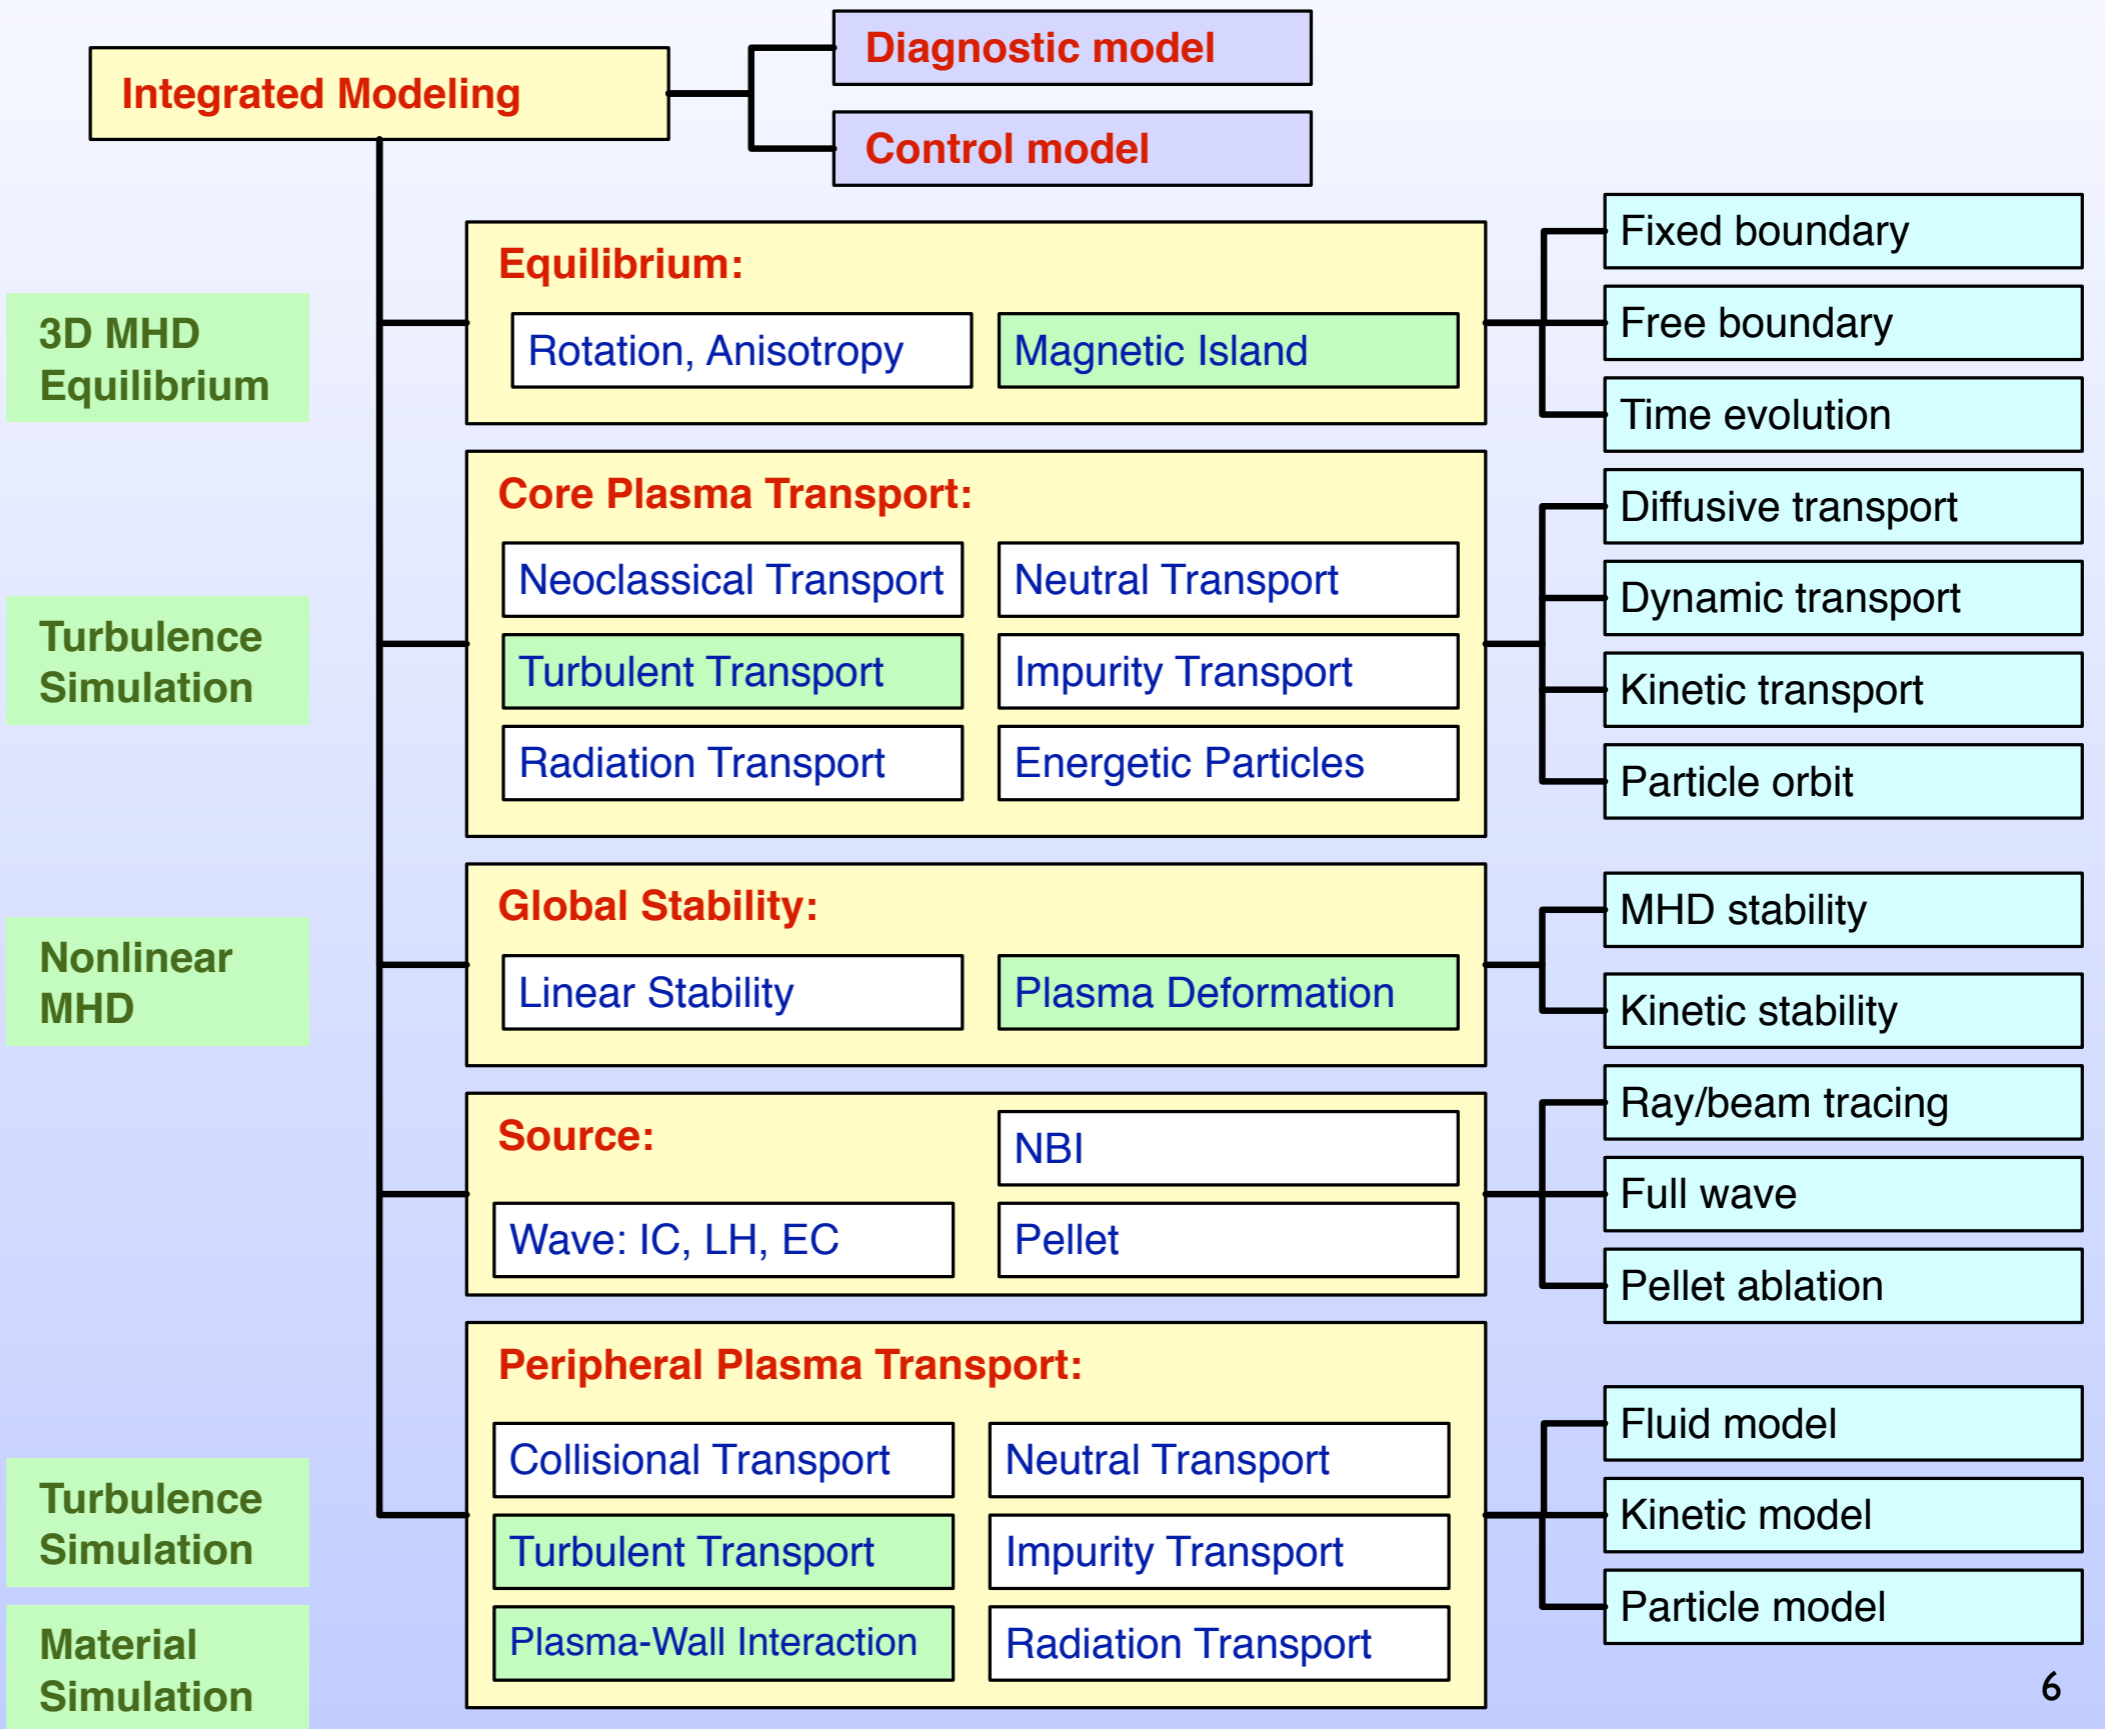 Integrated Modeling
Diagnostic model
Control model
3D MHD
Equilibrium
Equilibrium:
Rotation, Anisotropy
Magnetic Island
Fixed boundary
Free boundary
Time evolution
Turbulence
Simulation
Core Plasma Transport:
Neoclassical Transport
Neutral Transport
Turbulent Transport
Impurity Transport
Radiation Transport
Energetic Particles
Diffusive transport
Dynamic transport
Kinetic transport
Particle orbit
Nonlinear
MHD
Global Stability:
Linear Stability
Plasma Deformation
MHD stability
Kinetic stability
Source:
NBI
Wave: IC, LH, EC
Pellet
Ray/beam tracing
Full wave
Pellet ablation
Turbulence
Simulation
Material
Simulation
Peripheral Plasma Transport:
Collisional Transport
Neutral Transport
Turbulent Transport
Impurity Transport
Plasma-Wall Interaction
Radiation Transport
Fluid model
Kinetic model
Particle model
6